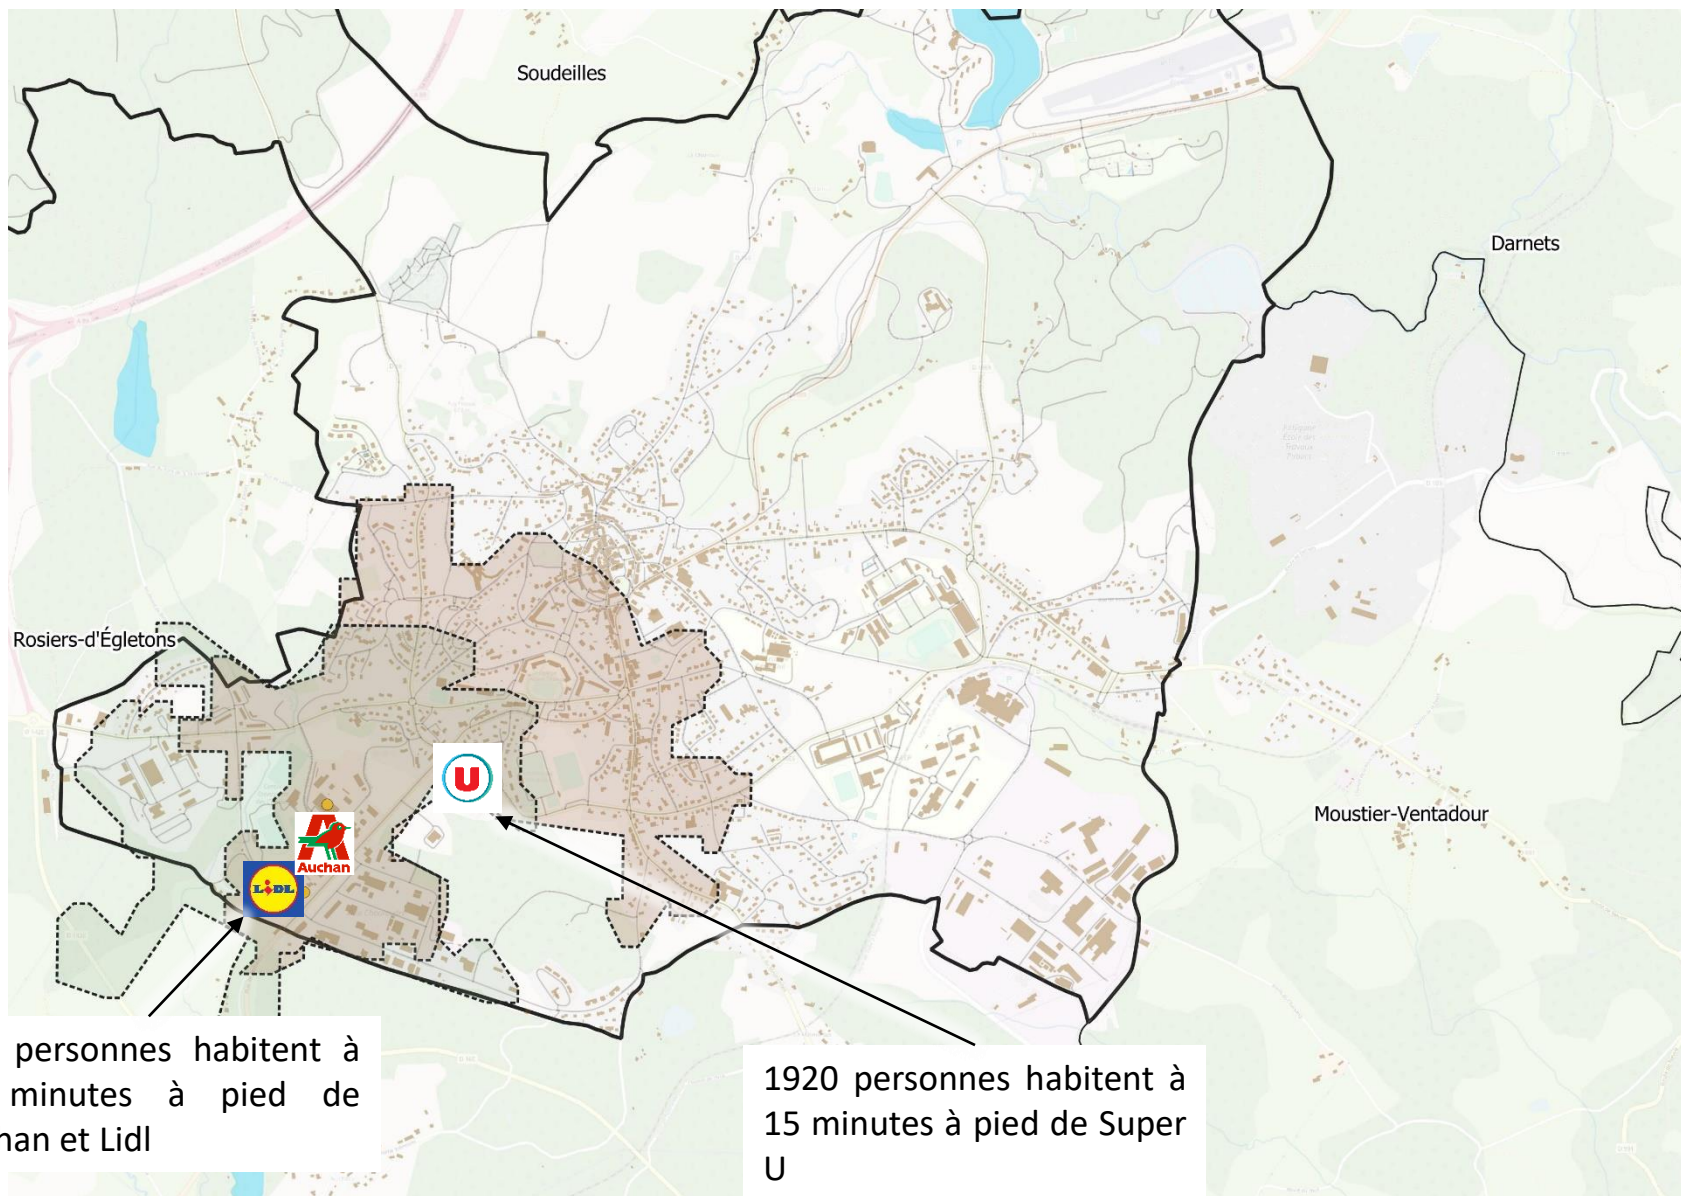 Soudeilles
Darnets
Rosiers-d'Égletons
Moustier-Ventadour
U
Auchan
LIDL
personnes habitent à
minutes à pied de
han et Lidl
1920 personnes habitent à
15 minutes à pied de Super
U